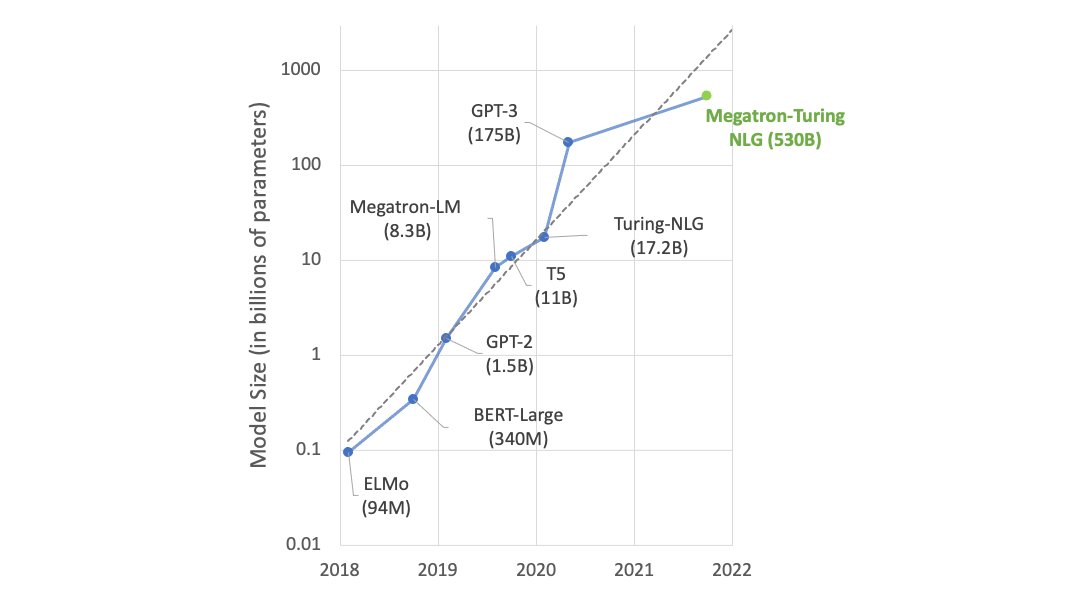 Model Size (in billions of parameters)
1000
100
10
1
0.1
0.01
2018
2019
2020
2021
2022
ELMo
(94M)
BERT-Large
(340M)
GPT-2
(1.5B)
Megatron-LM
(8.3B)
T5
(11B)
Turing-NLG
(17.2B)
GPT-3
(175B)
Megatron-Turing
NLG (530B)